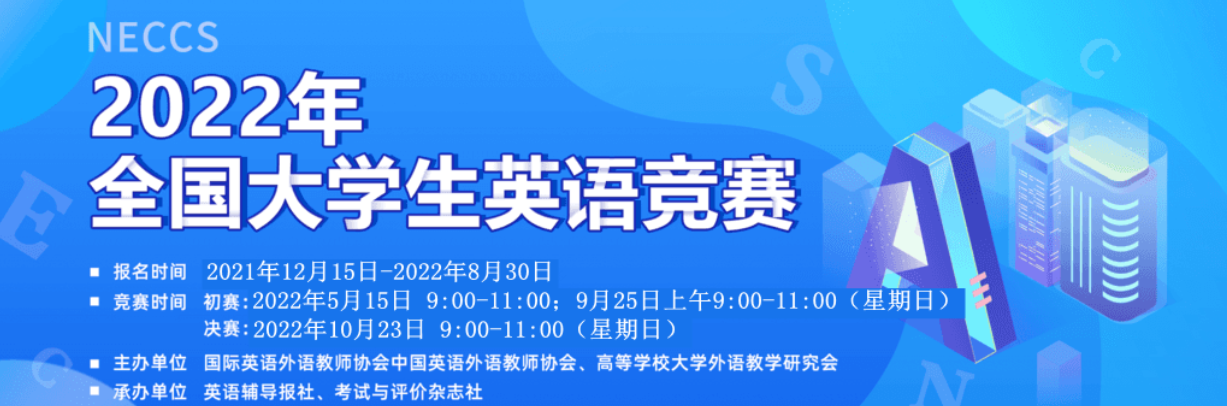 NECCS
2022年
全国大学生英语竞赛
▪ 报名时间 2021年12月15日-2022年8月30日
▪ 竞赛时间 初赛:2022年5月15日 9:00-11:00；9月25日上午9:00-11:00（星期日）
决赛:2022年10月23日 9:00-11:00（星期日）
▪ 主办单位 国际英语外语教师协会中国英语外语教师协会、高等学校大学外语教学研究会
▪ 承办单位 英语辅导报社、考试与评价杂志社